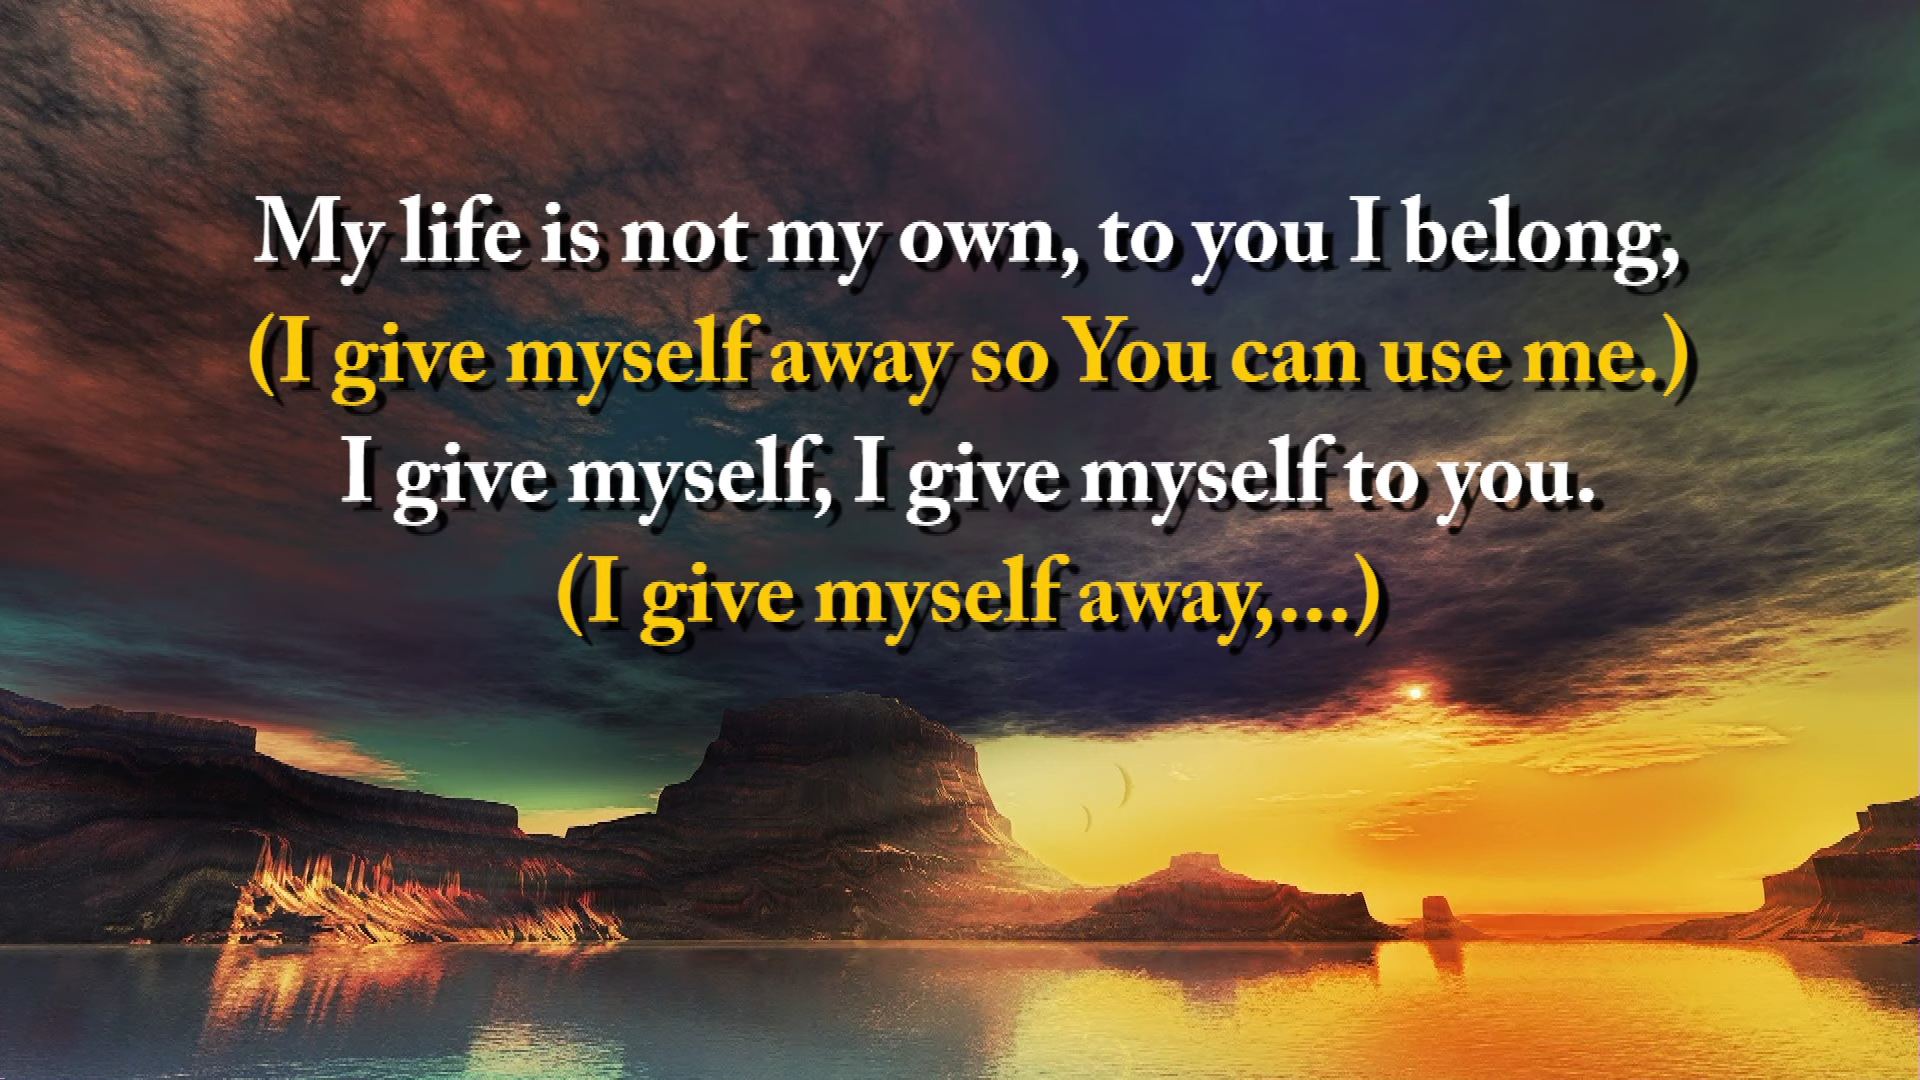 My life is not my own, to you I belong,
(I give myself away so You can use me.)
I give myself, I give myself to you.
(I give myself away,...)